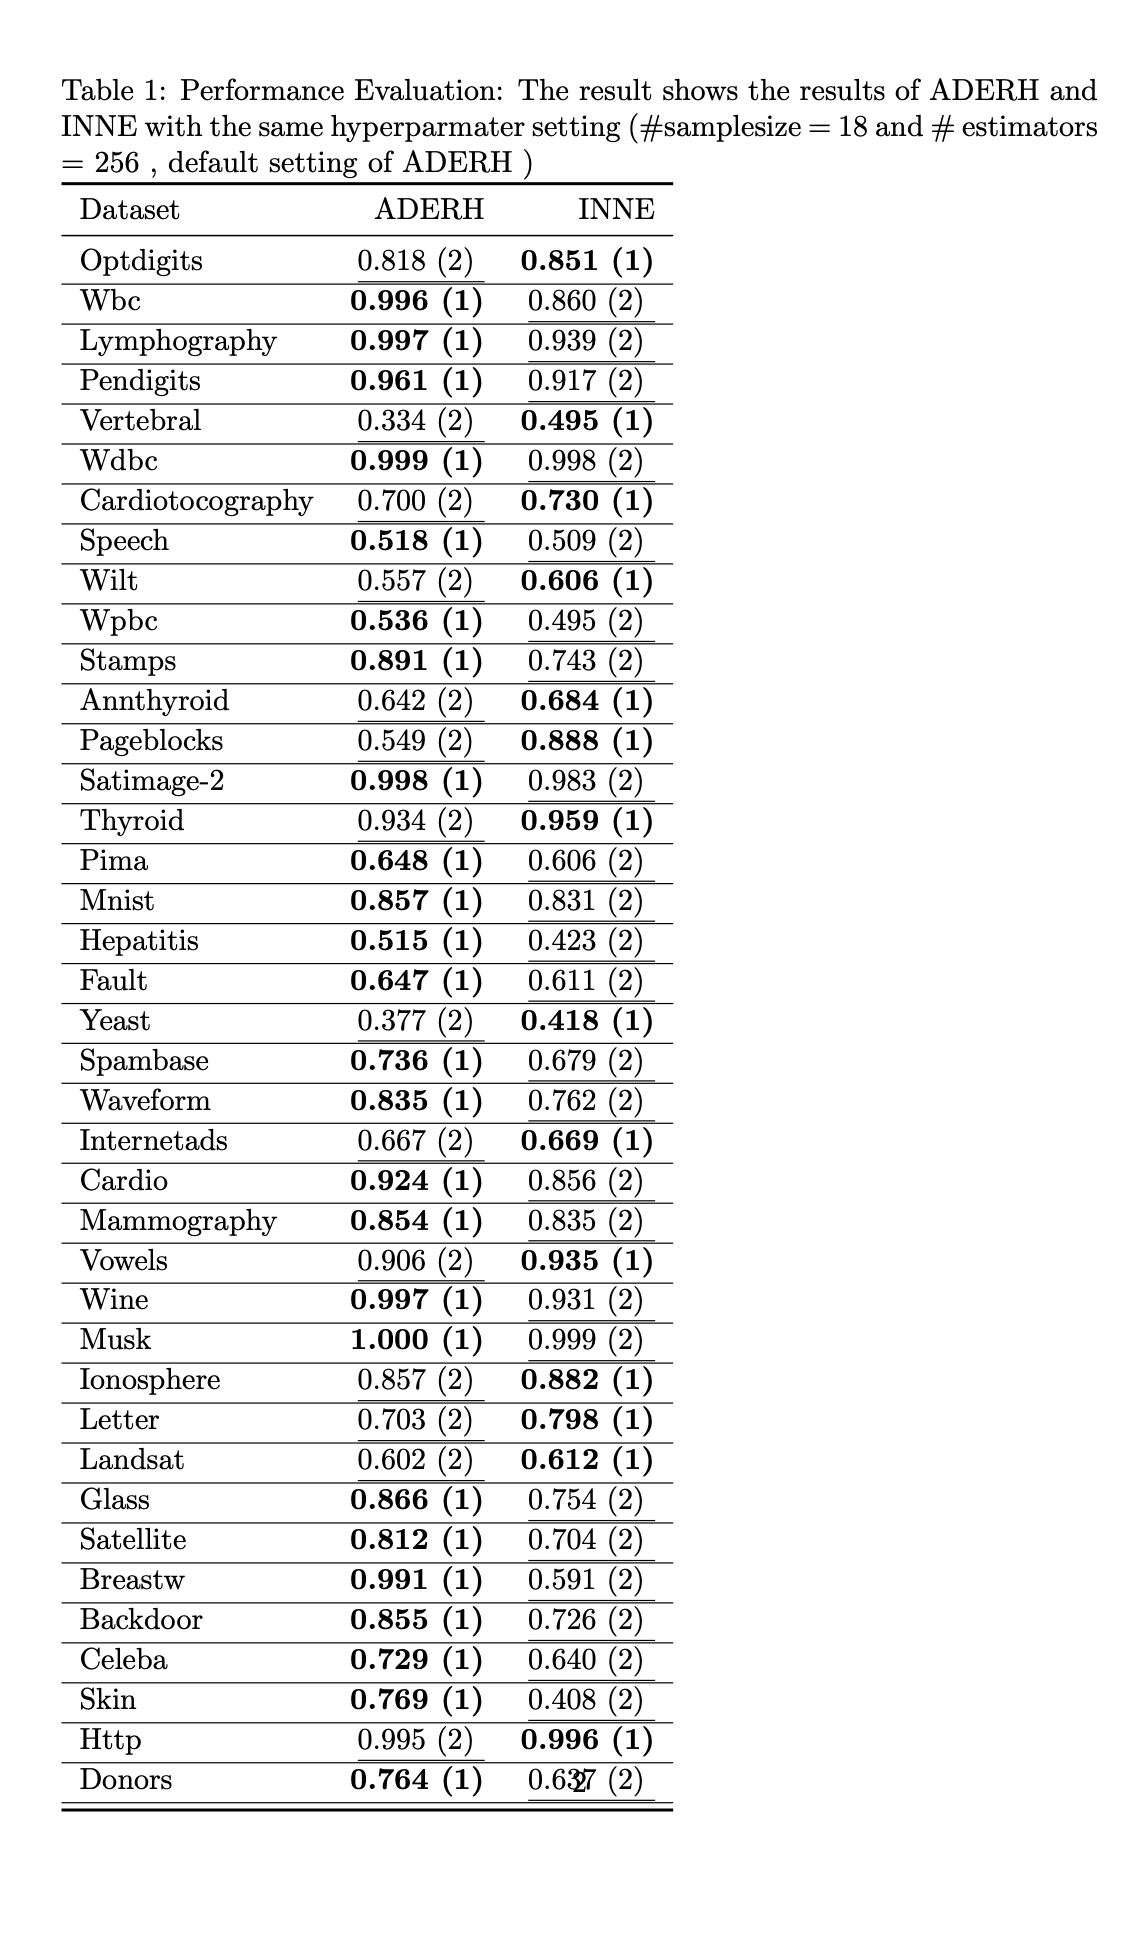 Table 1: Performance Evaluation: The result shows the results of ADERH and
INNE with the same hyperparmater setting (#samplesize = 18 and # estimators
= 256 , default setting of ADERH )
Dataset ADERH INNE
Optdigits 0.818 (2) 0.851 (1)
Wbc 0.996 (1) 0.860 (2)
Lymphography 0.997 (1) 0.939 (2)
Pendigits 0.961 (1) 0.917 (2)
Vertebral 0.334 (2) 0.495 (1)
Wdbc 0.999 (1) 0.998 (2)
Cardiotocography 0.700 (2) 0.730 (1)
Speech 0.518 (1) 0.509 (2)
Wilt 0.557 (2) 0.606 (1)
Wpbc 0.536 (1) 0.495 (2)
Stamps 0.891 (1) 0.743 (2)
Annthyroid 0.642 (2) 0.684 (1)
Pageblocks 0.549 (2) 0.888 (1)
Satimage-2 0.998 (1) 0.983 (2)
Thyroid 0.934 (2) 0.959 (1)
Pima 0.648 (1) 0.606 (2)
Mnist 0.857 (1) 0.831 (2)
Hepatitis 0.515 (1) 0.423 (2)
Fault 0.647 (1) 0.611 (2)
Yeast 0.377 (2) 0.418 (1)
Spambase 0.736 (1) 0.679 (2)
Waveform 0.835 (1) 0.762 (2)
Internetads 0.667 (2) 0.669 (1)
Cardio 0.924 (1) 0.856 (2)
Mammography 0.854 (1) 0.835 (2)
Vowels 0.906 (2) 0.935 (1)
Wine 0.997 (1) 0.931 (2)
Musk 1.000 (1) 0.999 (2)
Ionosphere 0.857 (2) 0.882 (1)
Letter 0.703 (2) 0.798 (1)
Landsat 0.602 (2) 0.612 (1)
Glass 0.866 (1) 0.754 (2)
Satellite 0.812 (1) 0.704 (2)
Breastw 0.991 (1) 0.591 (2)
Backdoor 0.855 (1) 0.726 (2)
Celeba 0.729 (1) 0.640 (2)
Skin 0.769 (1) 0.408 (2)
Http 0.995 (2) 0.996 (1)
Donors 0.764 (1) 0.637 (2)
2